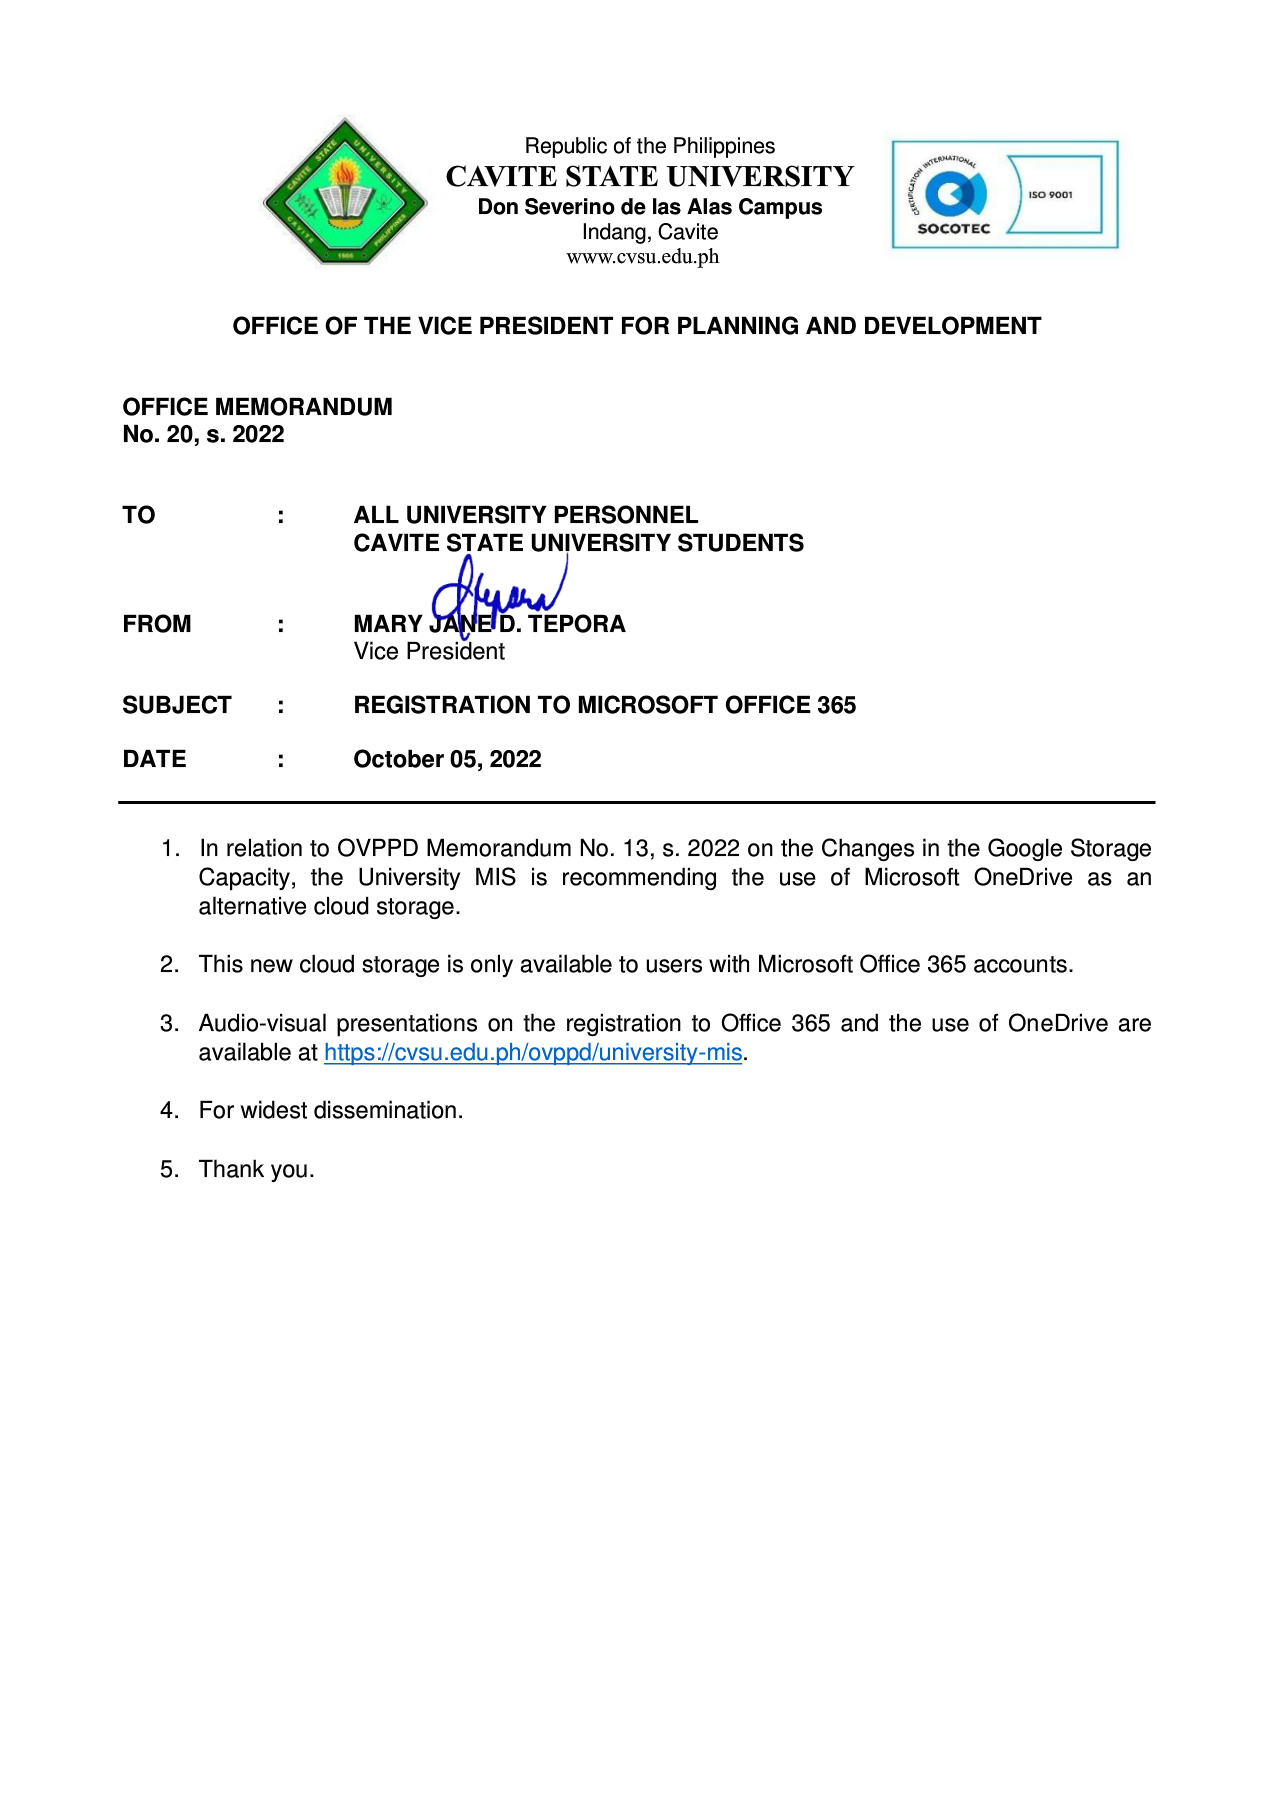 Republic of the Philippines
CAVITE STATE UNIVERSITY
Don Severino de las Alas Campus
Indang, Cavite
www.cvsu.edu.ph
CAVITE STATE UNIVERSITY
CAVITE PHILIPPINES
1906
CERTIFICATION INTERNATIONAL
SOCOTEC
ISO 9001
OFFICE OF THE VICE PRESIDENT FOR PLANNING AND DEVELOPMENT
OFFICE MEMORANDUM
No. 20, s. 2022
TO : ALL UNIVERSITY PERSONNEL
CAVITE STATE UNIVERSITY STUDENTS
FROM : MARY JANE D. TEPORA
Vice President
SUBJECT : REGISTRATION TO MICROSOFT OFFICE 365
DATE : October 05, 2022
1. In relation to OVPPD Memorandum No. 13, s. 2022 on the Changes in the Google Storage
Capacity, the University MIS is recommending the use of Microsoft OneDrive as an
alternative cloud storage.
2. This new cloud storage is only available to users with Microsoft Office 365 accounts.
3. Audio-visual presentations on the registration to Office 365 and the use of OneDrive are
available at https://cvsu.edu.ph/ovppd/university-mis.
4. For widest dissemination.
5. Thank you.